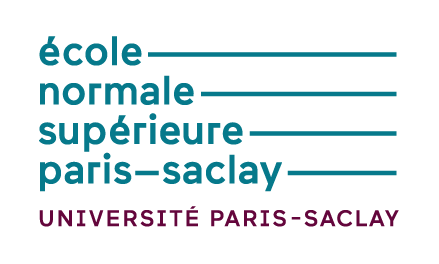 école
normale
supérieure
paris–saclay
UNIVERSITÉ PARIS-SACLAY